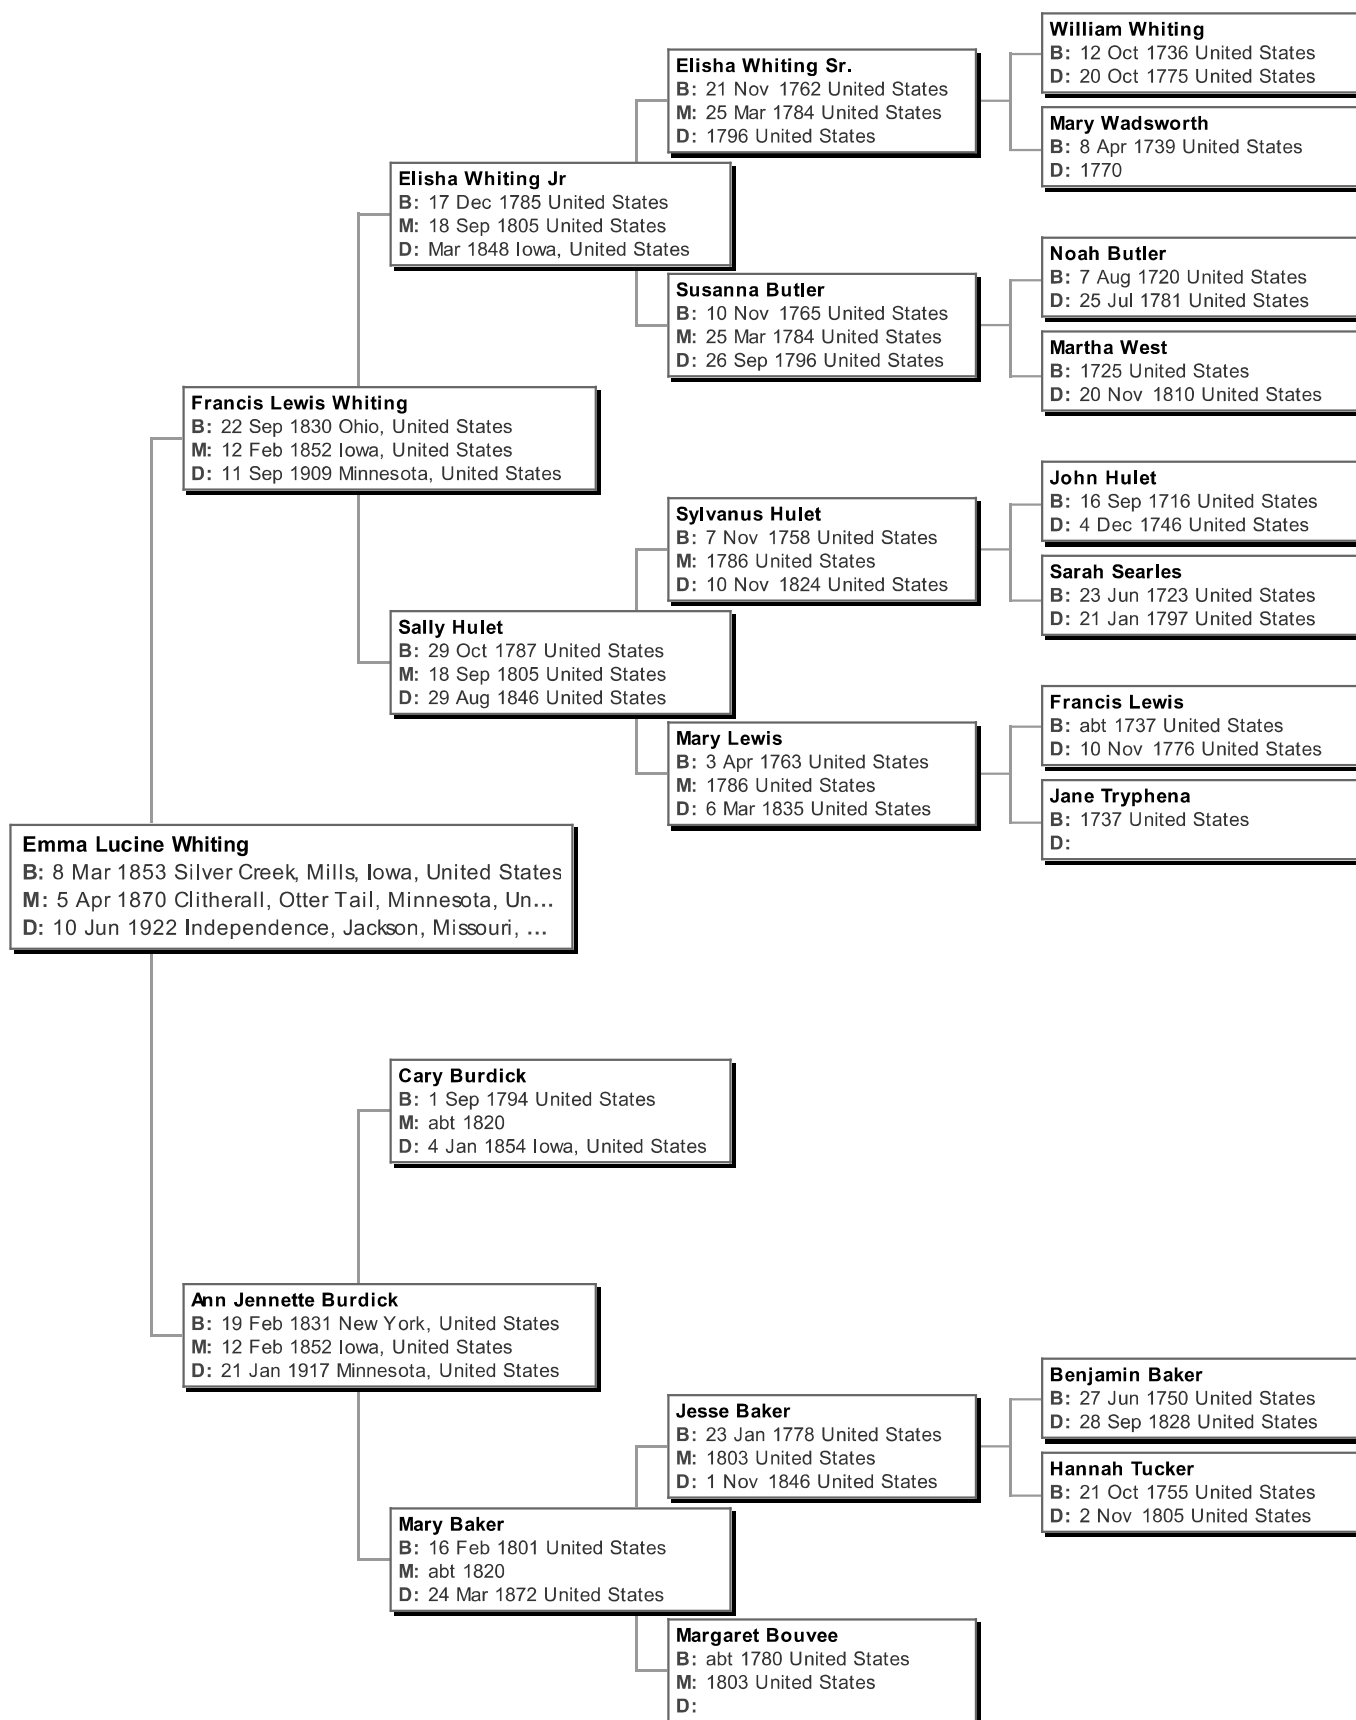 William Whiting
B: 12 Oct 1736 United States
D: 20 Oct 1775 United States
Elisha Whiting Sr.
B: 21 Nov 1762 United States
M: 25 Mar 1784 United States
D: 1796 United States
Mary Wadsworth
B: 8 Apr 1739 United States
D: 1770
Elisha Whiting Jr
B: 17 Dec 1785 United States
M: 18 Sep 1805 United States
D: Mar 1848 Iowa, United States
Noah Butler
B: 7 Aug 1720 United States
D: 25 Jul 1781 United States
Susanna Butler
B: 10 Nov 1765 United States
M: 25 Mar 1784 United States
D: 26 Sep 1796 United States
Martha West
B: 1725 United States
D: 20 Nov 1810 United States
Francis Lewis Whiting
B: 22 Sep 1830 Ohio, United States
M: 12 Feb 1852 Iowa, United States
D: 11 Sep 1909 Minnesota, United States
John Hulet
B: 16 Sep 1716 United States
D: 4 Dec 1746 United States
Sylvanus Hulet
B: 7 Nov 1758 United States
M: 1786 United States
D: 10 Nov 1824 United States
Sarah Searles
B: 23 Jun 1723 United States
D: 21 Jan 1797 United States
Sally Hulet
B: 29 Oct 1787 United States
M: 18 Sep 1805 United States
D: 29 Aug 1846 United States
Francis Lewis
B: abt 1737 United States
D: 10 Nov 1776 United States
Mary Lewis
B: 3 Apr 1763 United States
M: 1786 United States
D: 6 Mar 1835 United States
Jane Tryphena
B: 1737 United States
D:
Emma Lucine Whiting
B: 8 Mar 1853 Silver Creek, Mills, Iowa, United States
M: 5 Apr 1870 Clitherall, Otter Tail, Minnesota, Un...
D: 10 Jun 1922 Independence, Jackson, Missouri, ...
Cary Burdick
B: 1 Sep 1794 United States
M: abt 1820
D: 4 Jan 1854 Iowa, United States
Ann Jennette Burdick
B: 19 Feb 1831 New York, United States
M: 12 Feb 1852 Iowa, United States
D: 21 Jan 1917 Minnesota, United States
Benjamin Baker
B: 27 Jun 1750 United States
D: 28 Sep 1828 United States
Jesse Baker
B: 23 Jan 1778 United States
M: 1803 United States
D: 1 Nov 1846 United States
Hannah Tucker
B: 21 Oct 1755 United States
D: 2 Nov 1805 United States
Mary Baker
B: 16 Feb 1801 United States
M: abt 1820
D: 24 Mar 1872 United States
Margaret Bouvee
B: abt 1780 United States
M: 1803 United States
D: